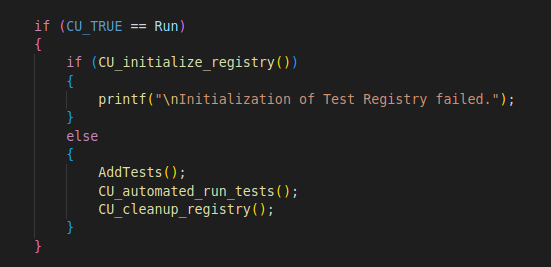 if (CU_TRUE == Run)
{
    if (CU_initialize_registry())
    {
        printf("\nInitialization of Test Registry failed.");
    }
    else
    {
        AddTests();
        CU_automated_run_tests();
        CU_cleanup_registry();
    }
}